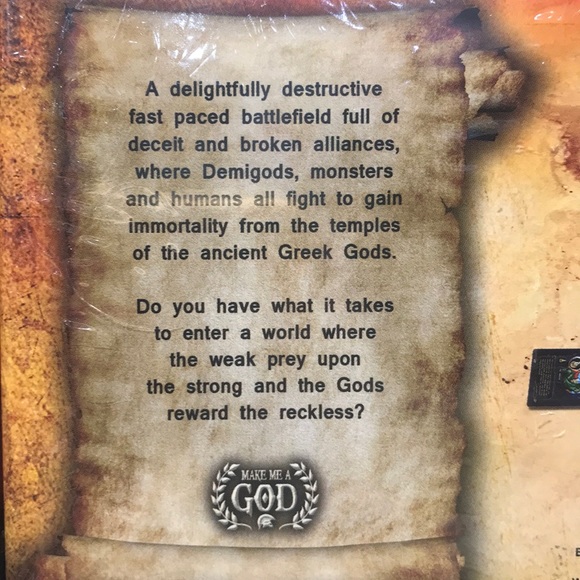 A delightfully destructive
fast paced battlefield full of
deceit and broken alliances,
where Demigods, monsters
and humans all fight to gain
immortality from the temples
of the ancient Greek Gods.
Do you have what it takes
to enter a world where
the weak prey upon
the strong and the Gods
reward the reckless?
MAKE ME A
GOD